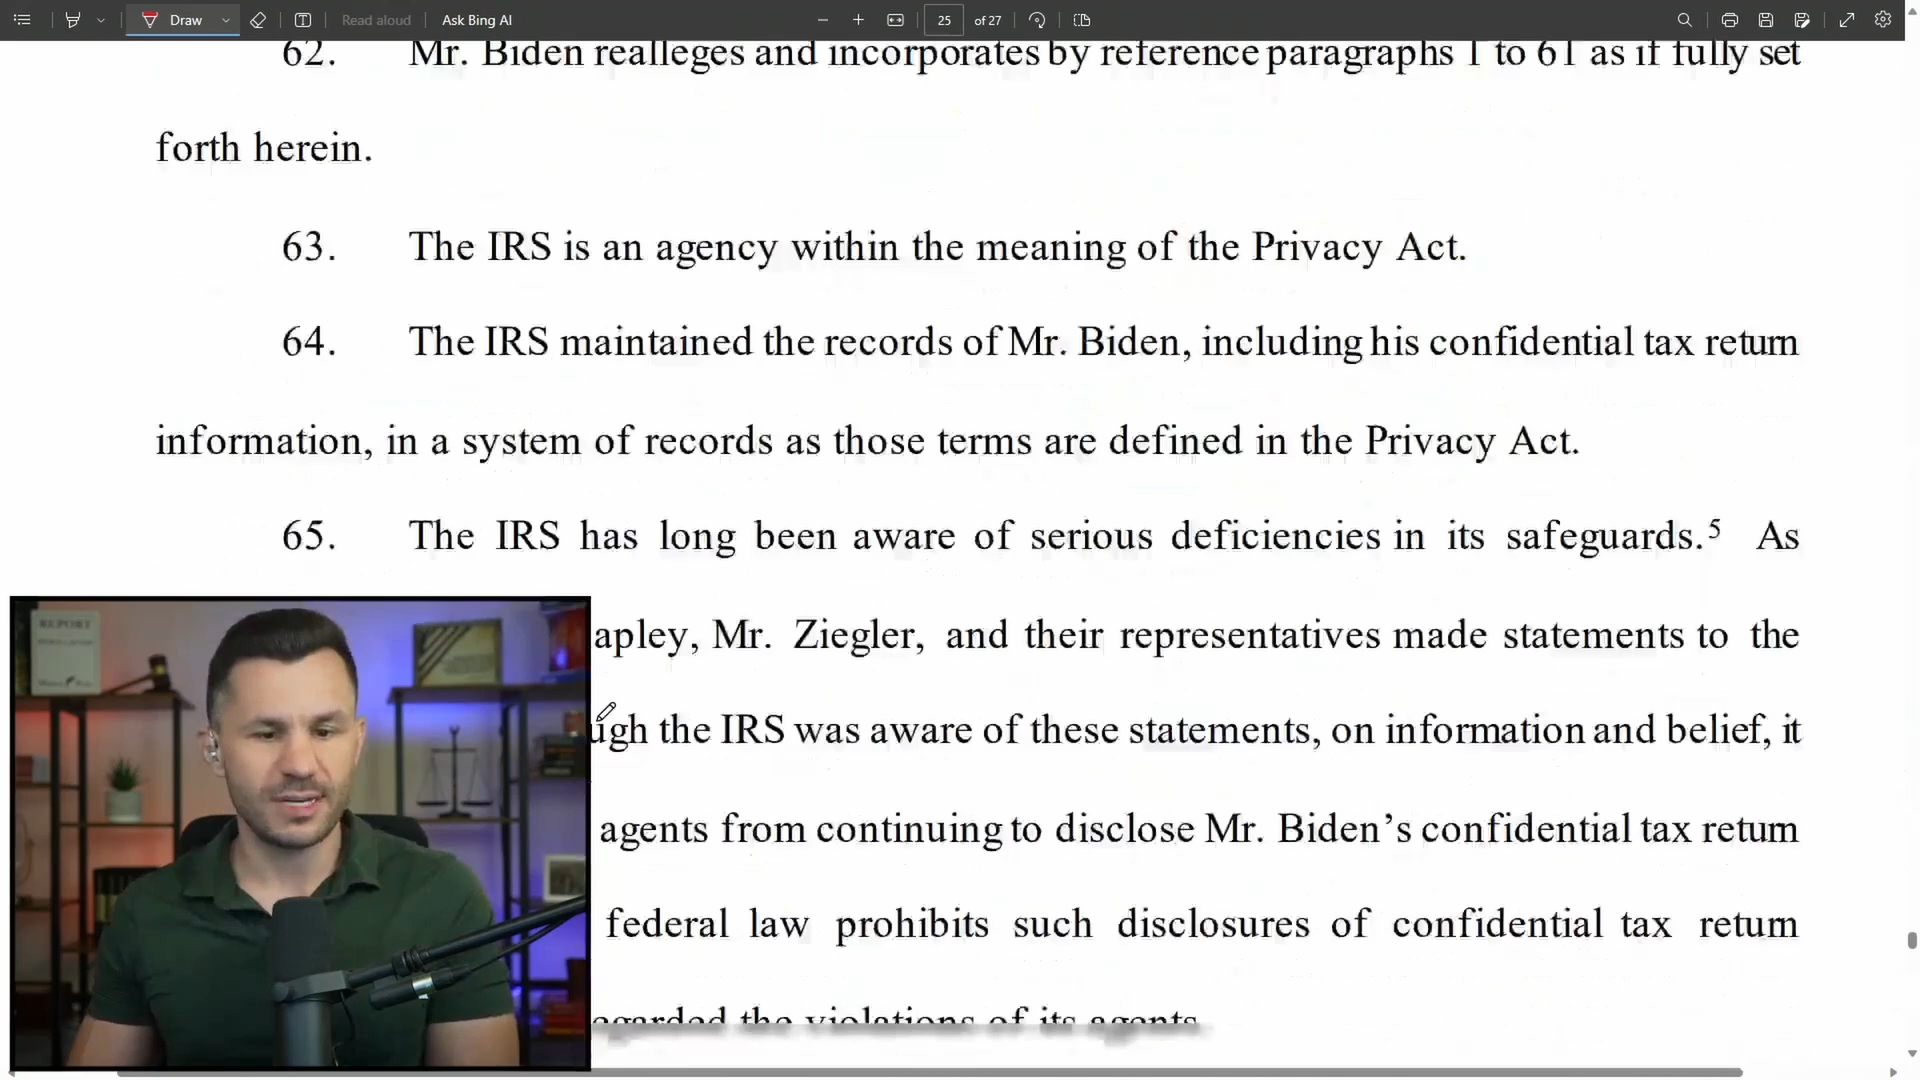 Draw
Read aloud
Ask Bing AI
25
of 27
62. Mr. Biden realleges and incorporates by reference paragraphs 1 to 61 as if fully set
forth herein.
63. The IRS is an agency within the meaning of the Privacy Act.
64. The IRS maintained the records of Mr. Biden, including his confidential tax return
information, in a system of records as those terms are defined in the Privacy Act.
65. The IRS has long been aware of serious deficiencies in its safeguards.5 As
apley, Mr. Ziegler, and their representatives made statements to the
ugh the IRS was aware of these statements, on information and belief, it
agents from continuing to disclose Mr. Biden’s confidential tax return
federal law prohibits such disclosures of confidential tax return
egarded the violations of its agents.
REPORT